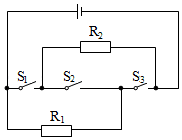 R₂
S₁ S₂ S₃
R₁